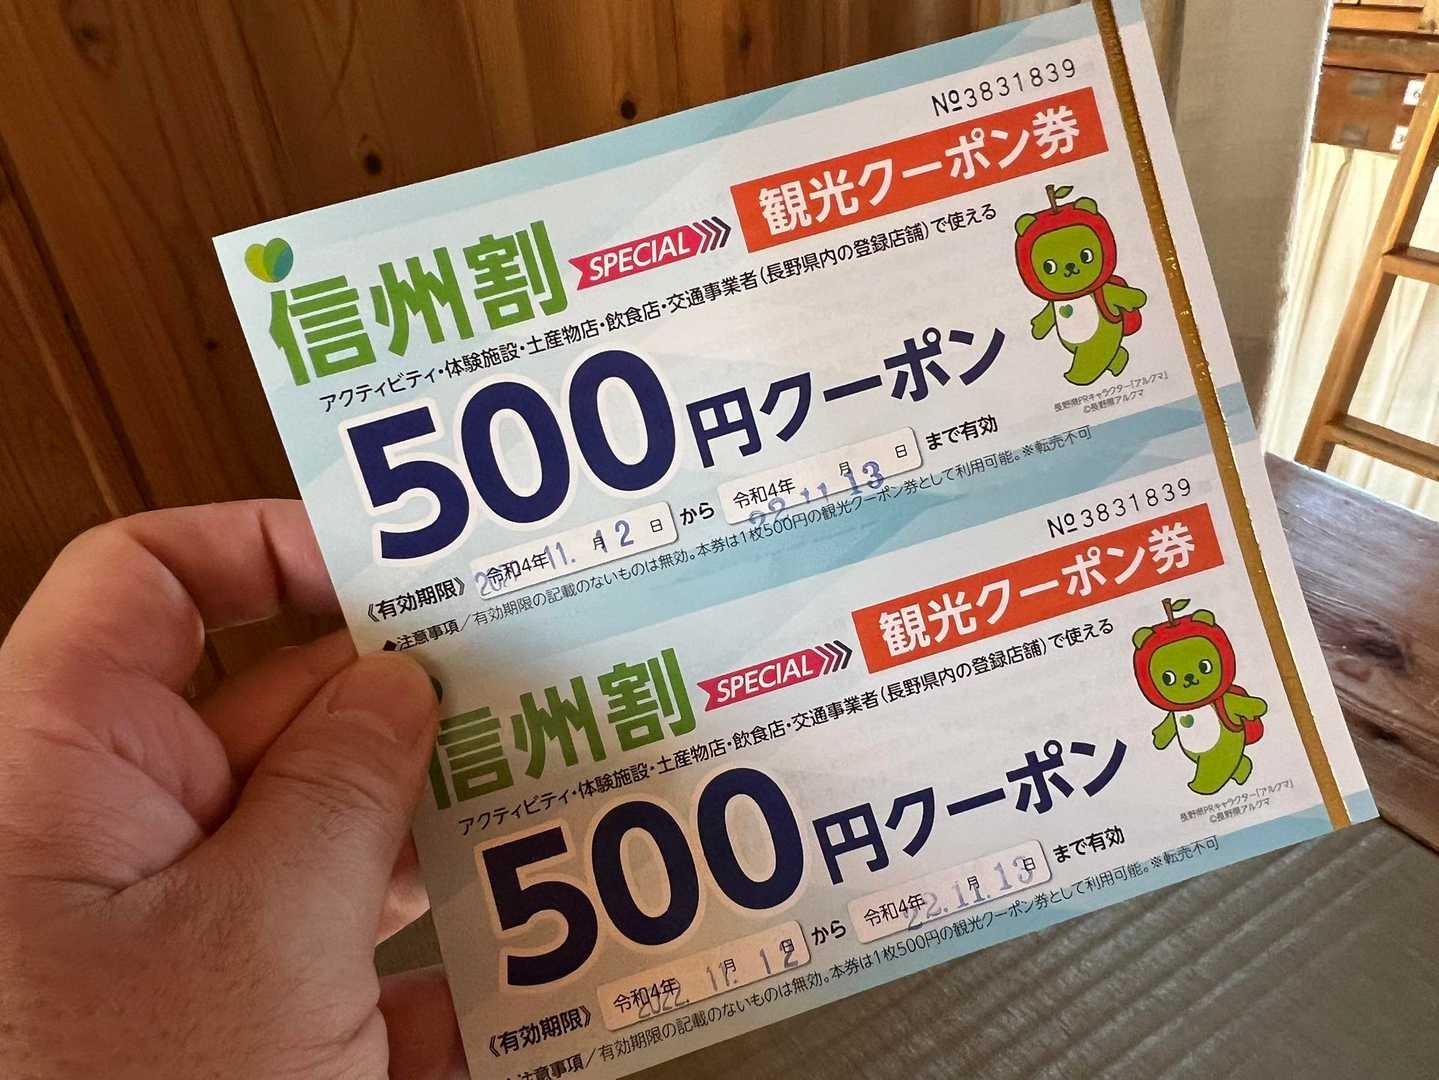 №3831839
信州割 SPECIAL 観光クーポン券
アクティビティ・体験施設・土産物店・飲食店・交通事業者(長野県内の登録店舗)で使える
500円クーポン
長野県PRキャラクター「アルクマ」
©長野県アルクマ
《有効期限》 令和4年 11. 月 12 日 から 令和4年 月 日 22.11.13 まで有効
◆注意事項/有効期限の記載のないものは無効。本券は1枚500円の観光クーポン券として利用可能。※転売不可
№3831839
信州割 SPECIAL 観光クーポン券
アクティビティ・体験施設・土産物店・飲食店・交通事業者(長野県内の登録店舗)で使える
500円クーポン
長野県PRキャラクター「アルクマ」
©長野県アルクマ
《有効期限》 令和4年 月 日 2022.11.12 から 令和4年 月 日 22.11.13 まで有効
注意事項/有効期限の記載のないものは無効。本券は1枚500円の観光クーポン券として利用可能。※転売不可